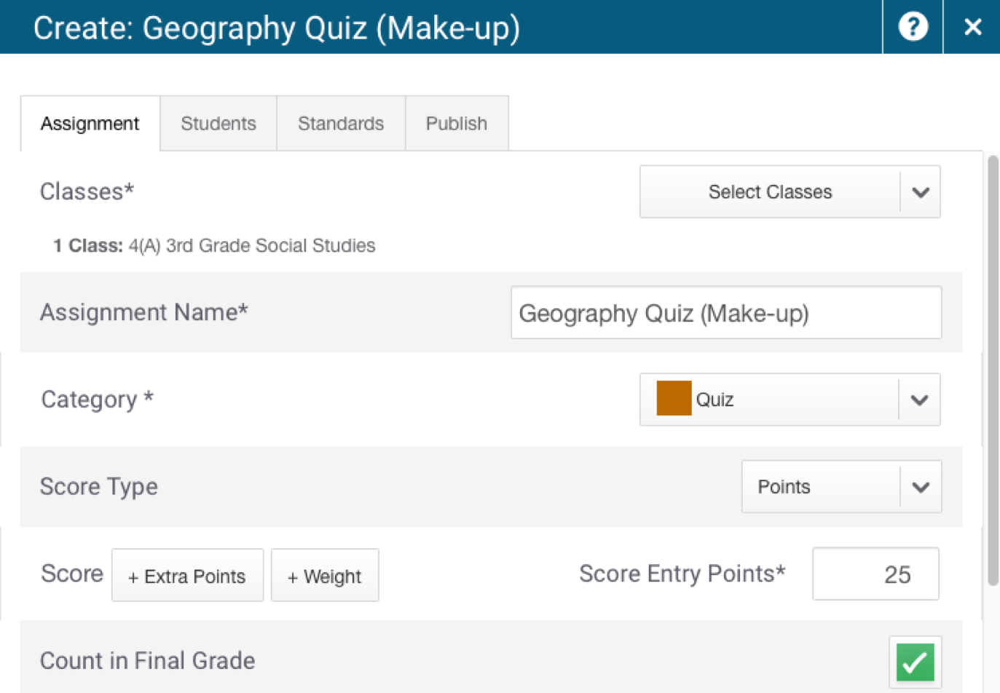 Create: Geography Quiz (Make-up)
?
Assignment Students Standards Publish
Classes* Select Classes
1 Class: 4(A) 3rd Grade Social Studies
Assignment Name* Geography Quiz (Make-up)
Category * Quiz
Score Type Points
Score + Extra Points + Weight Score Entry Points* 25
Count in Final Grade